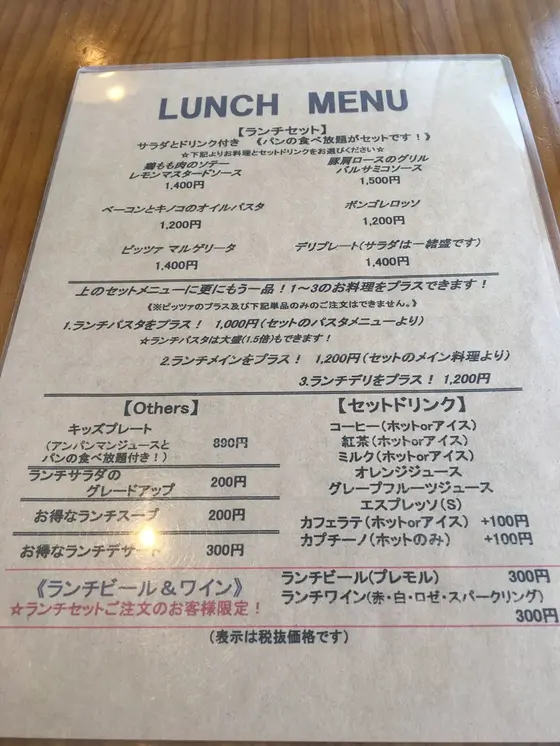 LUNCH MENU
【ランチセット】
サラダとドリンク付き 《パンの食べ放題がセットです！》
☆下記よりお料理とセットドリンクをお選びください☆
鶏もも肉のソテー
レモンマスタードソース
1,400円
豚肩ロースのグリル
バルサミコソース
1,500円
ベーコンとキノコのオイルパスタ
1,200円
ボンゴレロッソ
1,200円
ピッツァ マルゲリータ
1,400円
デリプレート(サラダは一緒盛です)
1,400円
上のセットメニューに更にもう一品！1～3のお料理をプラスできます！
《※ピッツァのプラス及び下記単品のみのご注文はできません。》
1.ランチパスタをプラス！ 1,000円(セットのパスタメニューより)
☆ランチパスタは大盛(1.5倍)もできます！
2.ランチメインをプラス！ 1,200円(セットのメイン料理より)
3.ランチデリをプラス！ 1,200円
【Others】
キッズプレート
(アンパンマンジュースと
パンの食べ放題付き！)
890円
ランチサラダの
グレードアップ
200円
お得なランチスープ 200円
お得なランチデザート 300円
【セットドリンク】
コーヒー(ホットorアイス)
紅茶(ホットorアイス)
ミルク(ホットorアイス)
オレンジジュース
グレープフルーツジュース
エスプレッソ(S)
カフェラテ(ホットorアイス) +100円
カプチーノ(ホットのみ) +100円
《ランチビール＆ワイン》
☆ランチセットご注文のお客様限定！
ランチビール(プレモル) 300円
ランチワイン(赤・白・ロゼ・スパークリング)
300円
(表示は税抜価格です)